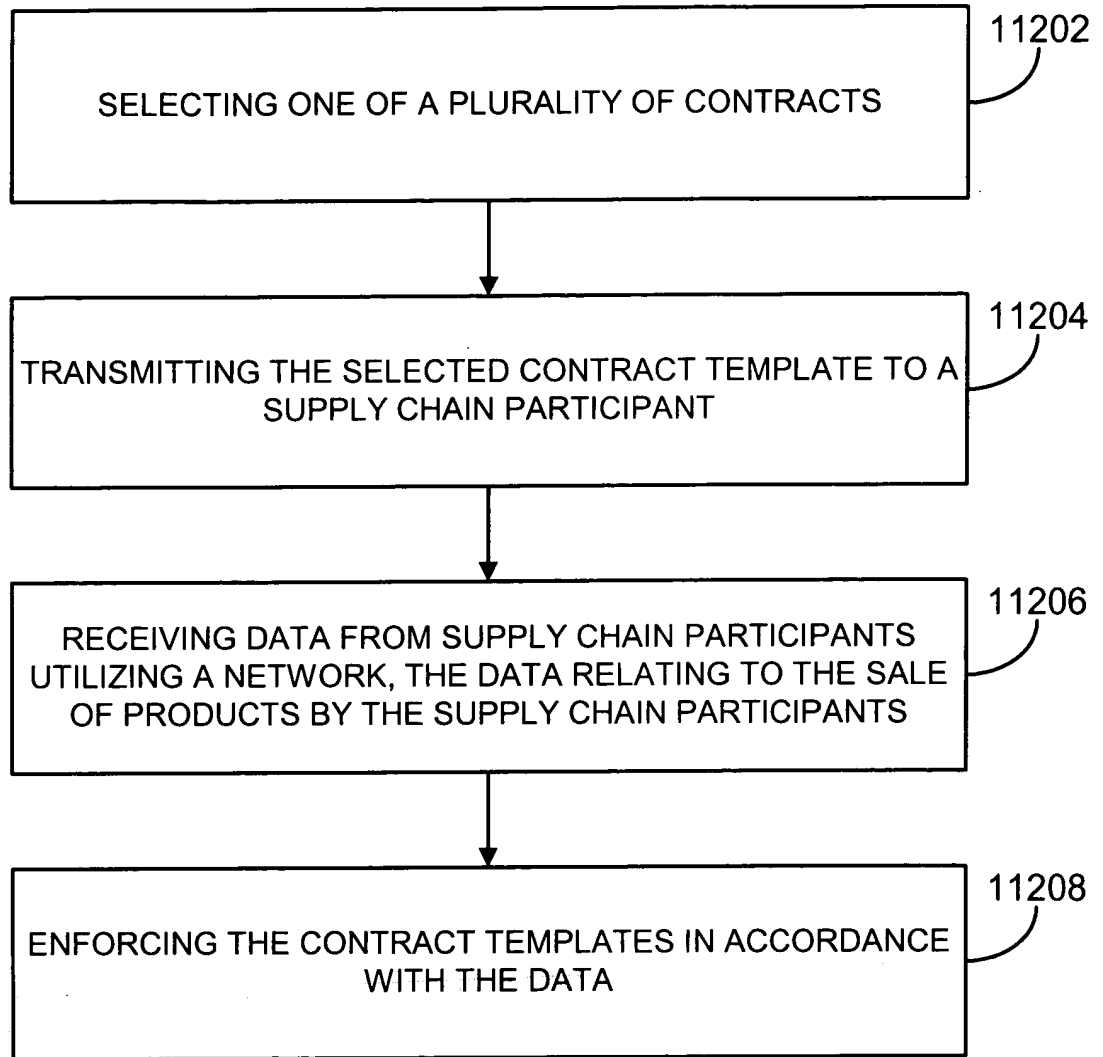 11202
SELECTING ONE OF A PLURALITY OF CONTRACTS
11204
TRANSMITTING THE SELECTED CONTRACT TEMPLATE TO A
SUPPLY CHAIN PARTICIPANT
11206
RECEIVING DATA FROM SUPPLY CHAIN PARTICIPANTS
UTILIZING A NETWORK, THE DATA RELATING TO THE SALE
OF PRODUCTS BY THE SUPPLY CHAIN PARTICIPANTS
11208
ENFORCING THE CONTRACT TEMPLATES IN ACCORDANCE
WITH THE DATA